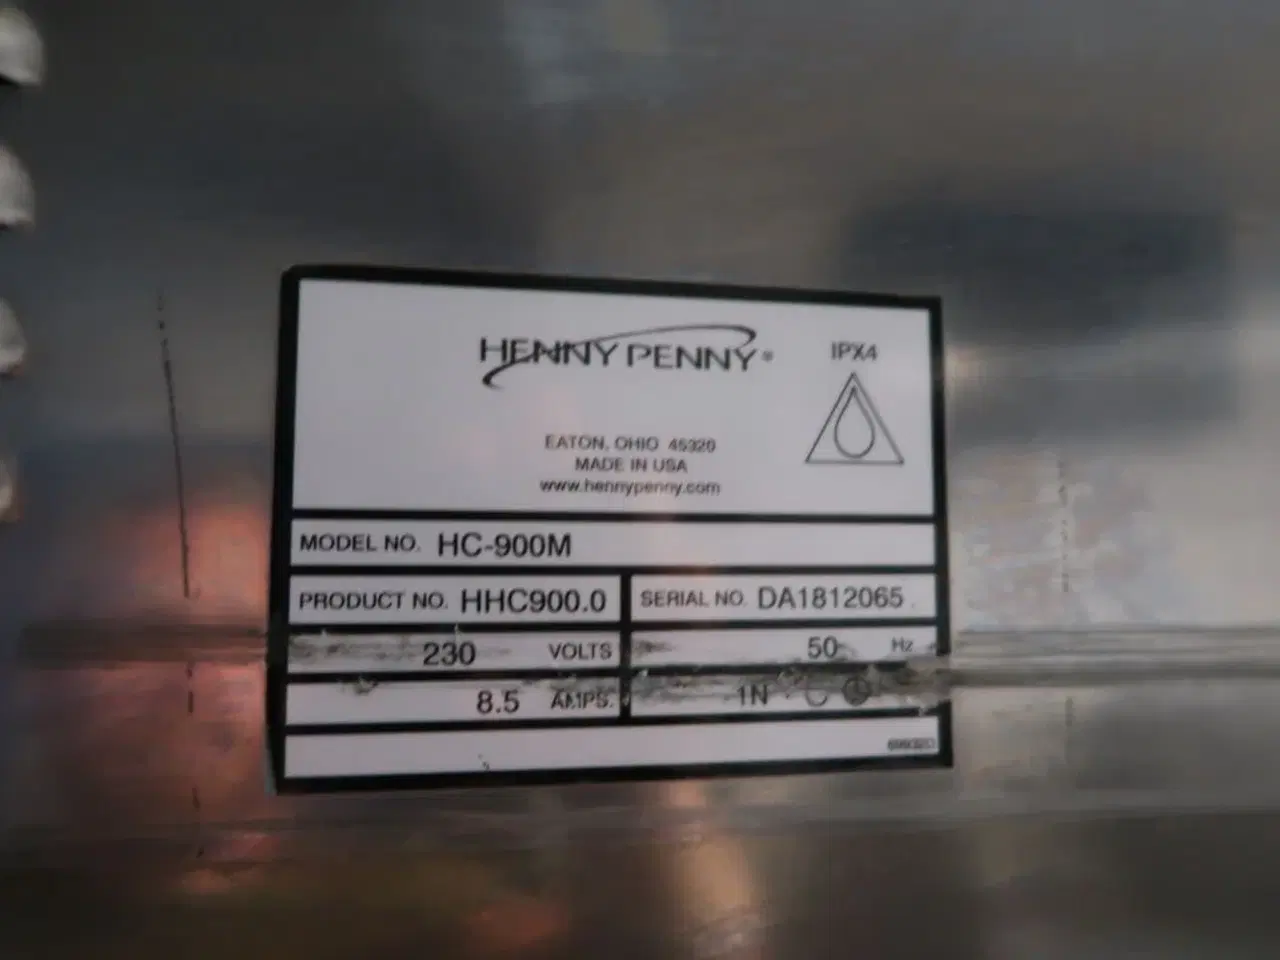 HENNY PENNY®
IPX4
EATON, OHIO 45320
MADE IN USA
www.hennypenny.com
MODEL NO. HC-900M
PRODUCT NO. HHC900.0
SERIAL NO. DA1812065
230 VOLTS
50 Hz
8.5 AMPS.
1N